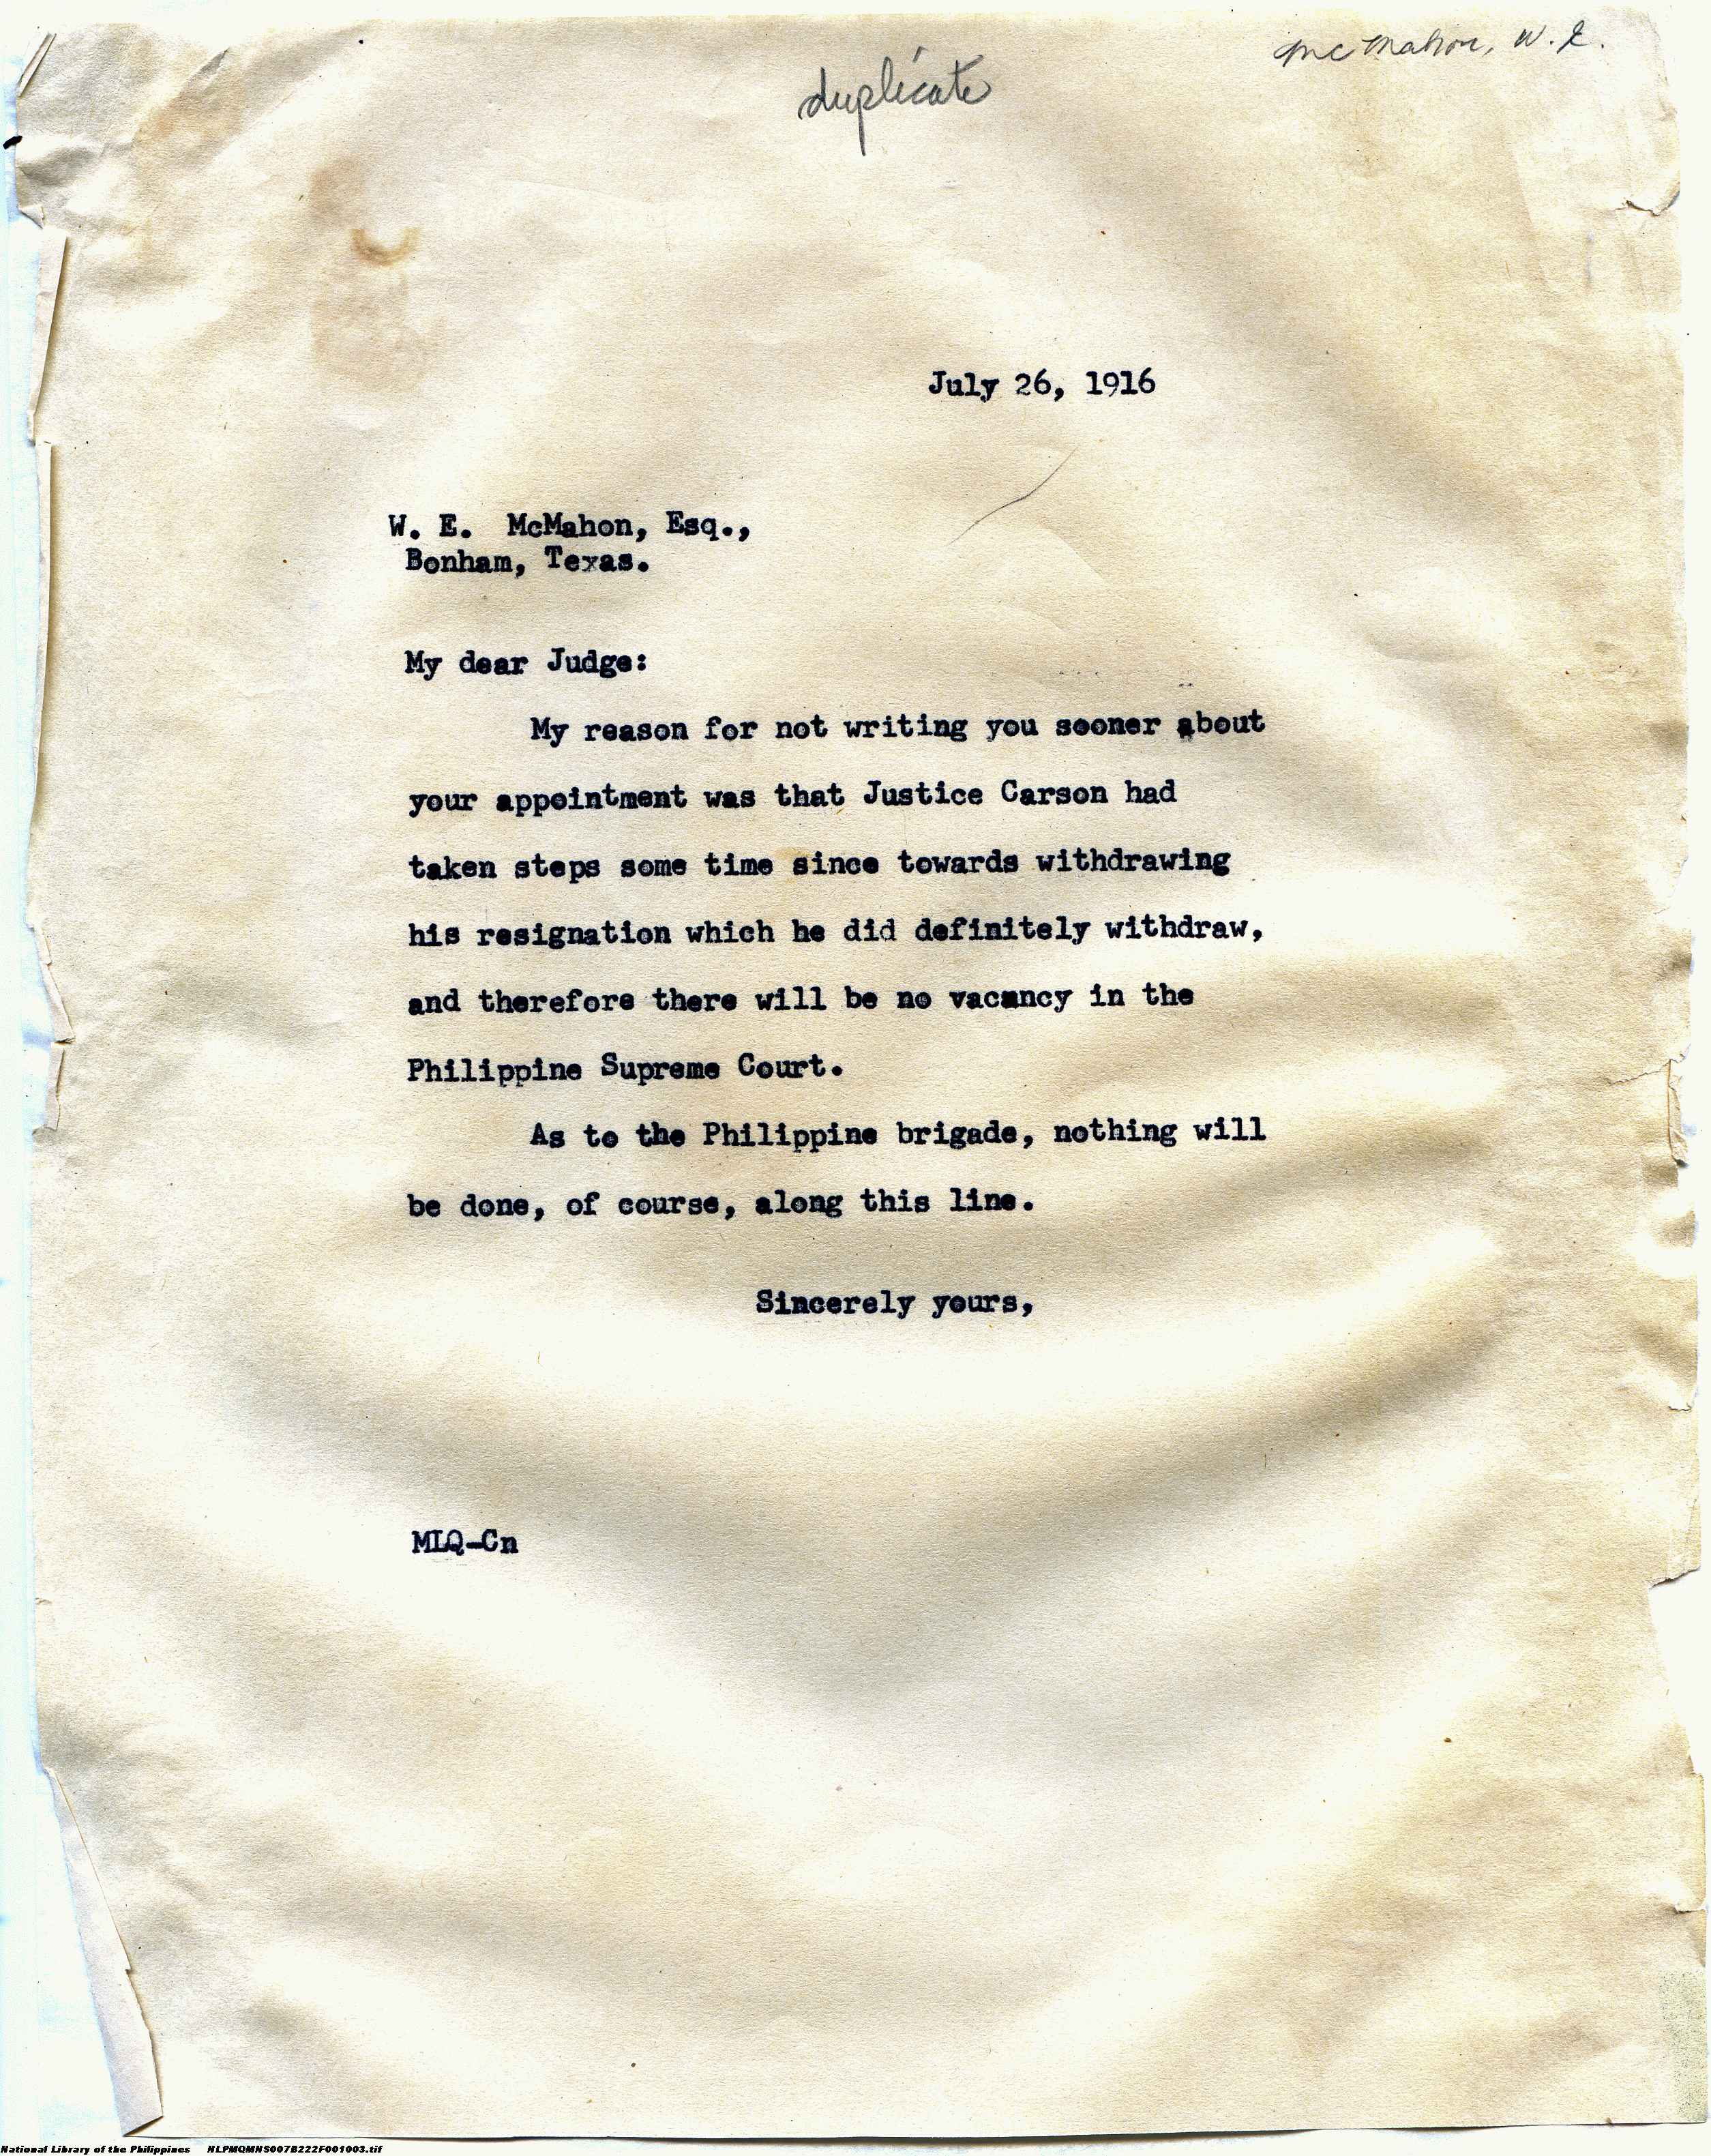 McMahon, W. E.
duplicate
July 26, 1916
W. E. McMahon, Esq.,
Bonham, Texas.
My dear Judge:
My reason for not writing you sooner about
your appointment was that Justice Carson had
taken steps some time since towards withdrawing
his resignation which he did definitely withdraw,
and therefore there will be no vacancy in the
Philippine Supreme Court.
As to the Philippine brigade, nothing will
be done, of course, along this line.
Sincerely yours,
MLQ-Cn
National Library of the Philippines NLPMQMNS007B222F001003.tif